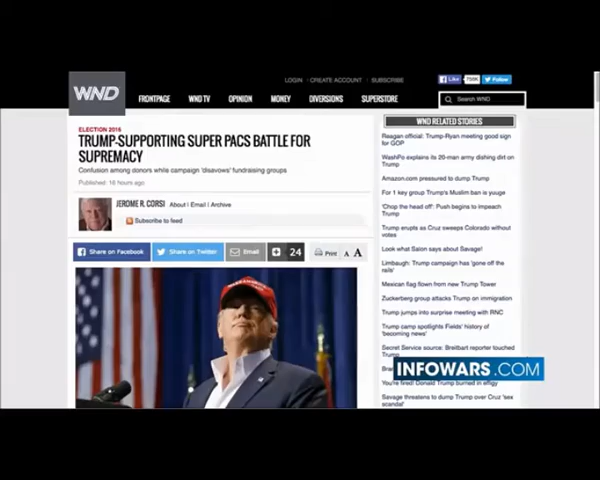 LOGIN · CREATE ACCOUNT · SUBSCRIBE
Like
Follow
WND
FRONTPAGE WND TV OPINION MONEY DIVERSIONS SUPERSTORE
Search WND
ELECTION 2016
TRUMP-SUPPORTING SUPER PACS BATTLE FOR
SUPREMACY
Confusion among donors while campaign 'disavows' fundraising groups
Published: 16 hours ago
JEROME R. CORSI About | Email | Archive
Subscribe to feed
Share on Facebook
Share on Twitter
Email
24
Print A A
WND RELATED STORIES
Reagan official: Trump-Ryan meeting good sign
for GOP
WashPo explains its 20-man army dishing dirt on
Trump
Amazon.com pressured to dump Trump
For 1 key group Trump's Muslim ban is yuuge
'Chop the head off': Push begins to impeach
Trump
Trump erupts as Cruz sweeps Colorado without
votes
Look what Salon says about Savage!
Limbaugh: Trump campaign has 'gone off the
rails'
Mexican flag flown from new Trump Tower
Zuckerberg group attacks Trump on immigration
Trump jumps into surprise meeting with RNC
Trump camp spotlights Fields' history of
'becoming news'
Secret Service source: Breitbart reporter touched
Trump
INFOWARS.COM
You're fired! Donald Trump burned in effigy
Savage threatens to dump Trump over Cruz 'sex
scandal'